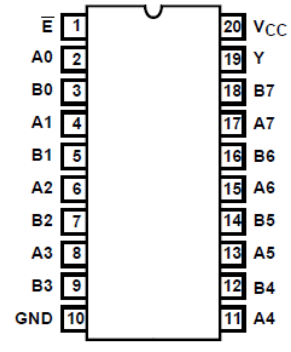 E̅ 1 20 VCC
A0 2 19 Y
B0 3 18 B7
A1 4 17 A7
B1 5 16 B6
A2 6 15 A6
B2 7 14 B5
A3 8 13 A5
B3 9 12 B4
GND 10 11 A4